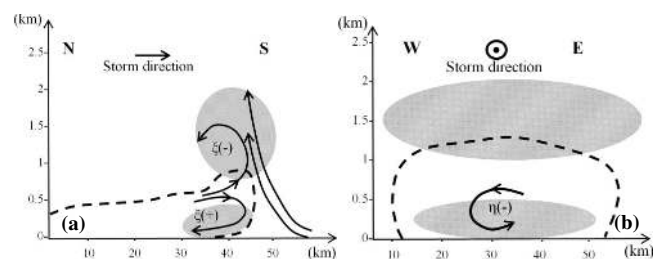 (km)
2.5
N
S
Storm direction
2
1.5
ξ(-)
1
0.5
(a)
ξ(+)
0
10 20 30 40 50 (km)
(km)
2.5
W
E
Storm direction
2
1.5
1
0.5
η(+)
(b)
0
10 20 30 40 50 (km)